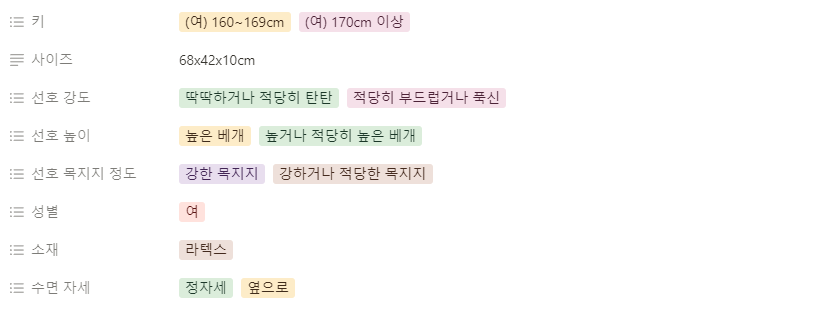 키 (여) 160~169cm (여) 170cm 이상
사이즈 68x42x10cm
선호 강도 딱딱하거나 적당히 탄탄 적당히 부드럽거나 푹신
선호 높이 높은 베개 높거나 적당히 높은 베개
선호 목지지 정도 강한 목지지 강하거나 적당한 목지지
성별 여
소재 라텍스
수면 자세 정자세 옆으로